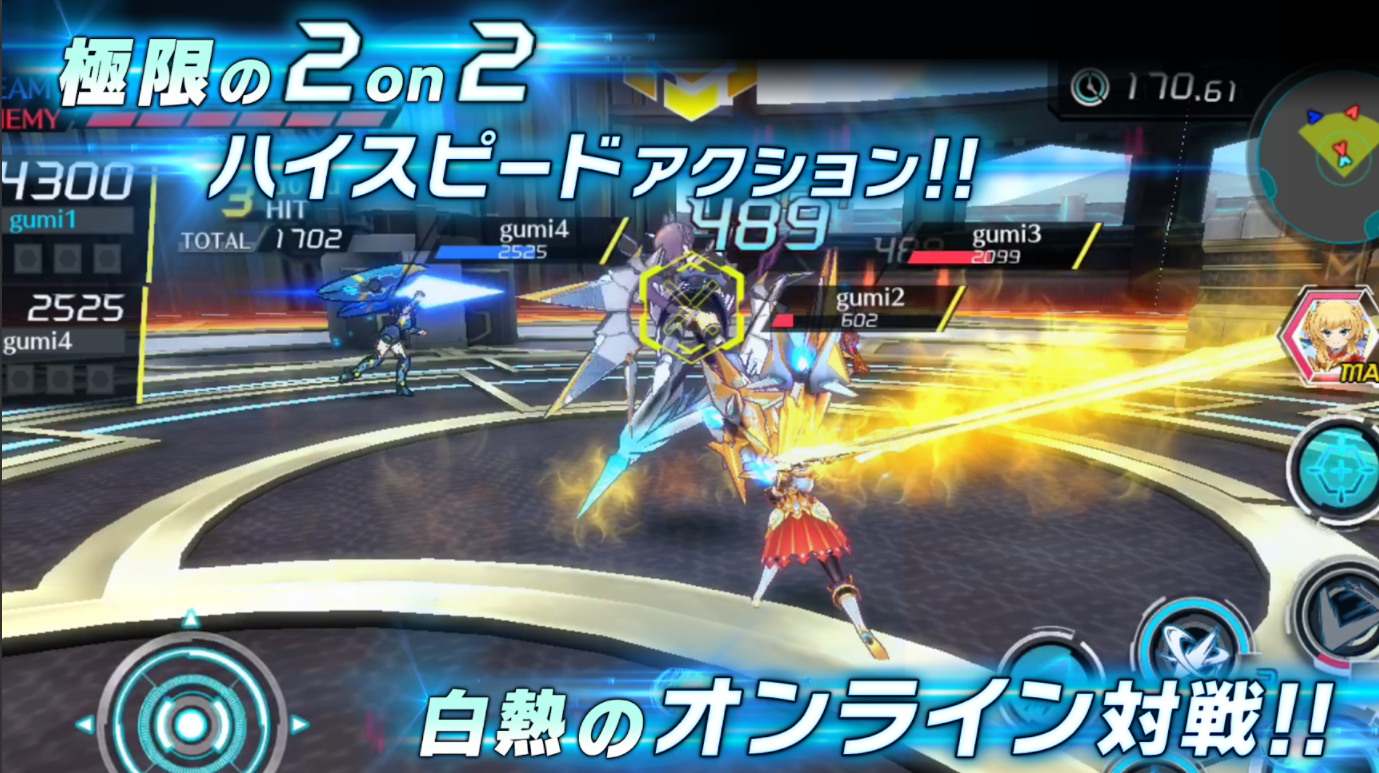 極限の2on2
170.61
ハイスピードアクション!!
4300
gumi1
3 HIT
TOTAL 1702
489
gumi4
2525
gumi3
2099
gumi2
602
2525
gumi4
白熱のオンライン対戦!!